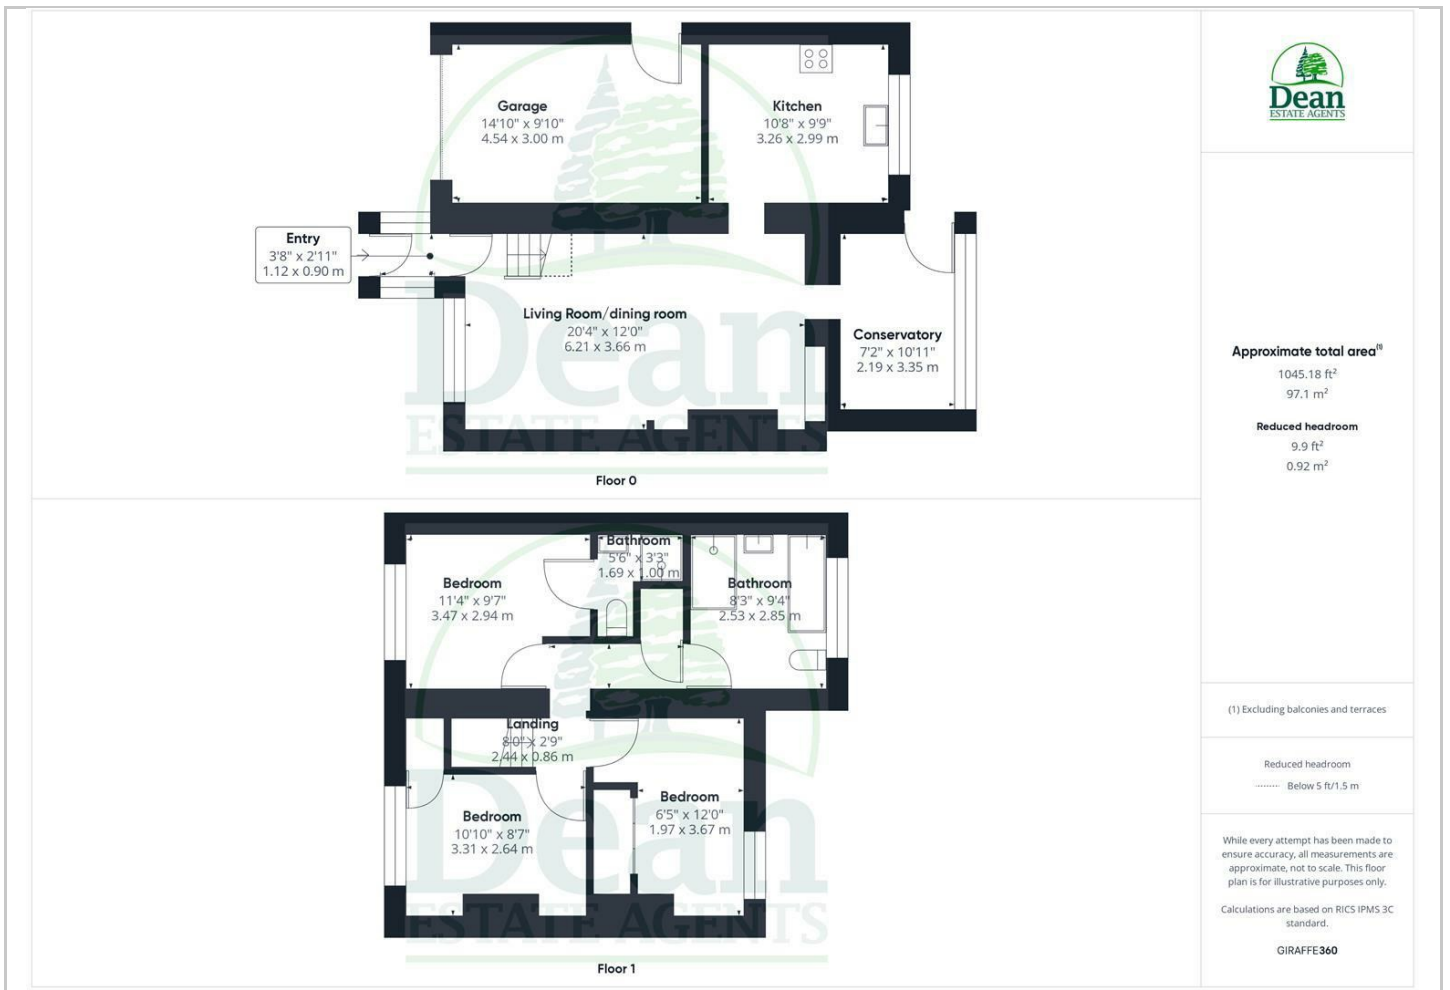 Garage
14'10" x 9'10"
4.54 x 3.00 m
Kitchen
10'8" x 9'9"
3.26 x 2.99 m
Entry
3'8" x 2'11"
1.12 x 0.90 m
Living Room/dining room
20'4" x 12'0"
6.21 x 3.66 m
Conservatory
7'2" x 10'11"
2.19 x 3.35 m
Dean
ESTATE AGENTS
Floor 0
Bathroom
5'6" x 3'3"
1.69 x 1.00 m
Bedroom
11'4" x 9'7"
3.47 x 2.94 m
Bathroom
8'3" x 9'4"
2.53 x 2.85 m
Landing
8'0" x 2'9"
2.44 x 0.86 m
Bedroom
10'10" x 8'7"
3.31 x 2.64 m
Bedroom
6'5" x 12'0"
1.97 x 3.67 m
Dean
ESTATE AGENTS
Floor 1
Dean
ESTATE AGENTS
Approximate total area(1)
1045.18 ft²
97.1 m²
Reduced headroom
9.9 ft²
0.92 m²
(1) Excluding balconies and terraces
Reduced headroom
Below 5 ft/1.5 m
While every attempt has been made to
ensure accuracy, all measurements are
approximate, not to scale. This floor
plan is for illustrative purposes only.
Calculations are based on RICS IPMS 3C
standard.
GIRAFFE360